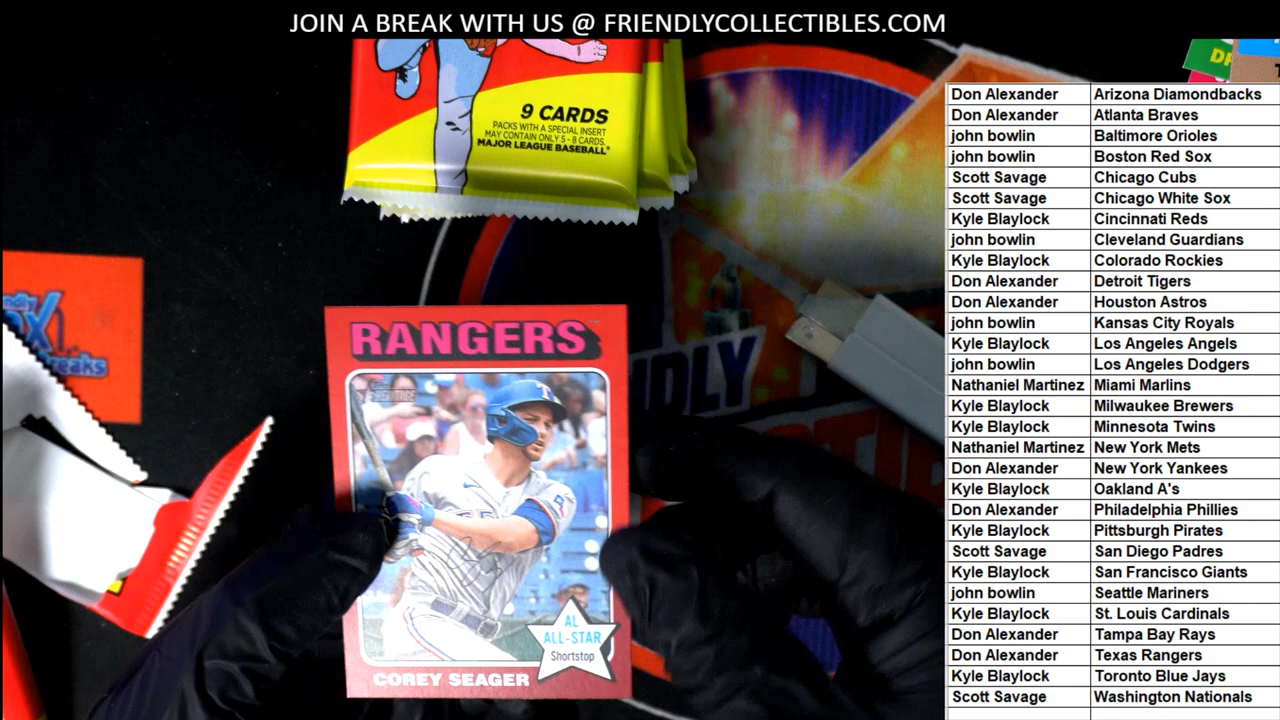 JOIN A BREAK WITH US @ FRIENDLYCOLLECTIBLES.COM
9 CARDS
PACKS WITH A SPECIAL INSERT
MAY CONTAIN ONLY 5 - 8 CARDS.
MAJOR LEAGUE BASEBALL®
RANGERS
AL
ALL-STAR
Shortstop
COREY SEAGER
Don Alexander Arizona Diamondbacks
Don Alexander Atlanta Braves
john bowlin Baltimore Orioles
john bowlin Boston Red Sox
Scott Savage Chicago Cubs
Scott Savage Chicago White Sox
Kyle Blaylock Cincinnati Reds
john bowlin Cleveland Guardians
Kyle Blaylock Colorado Rockies
Don Alexander Detroit Tigers
Don Alexander Houston Astros
john bowlin Kansas City Royals
Kyle Blaylock Los Angeles Angels
john bowlin Los Angeles Dodgers
Nathaniel Martinez Miami Marlins
Kyle Blaylock Milwaukee Brewers
Kyle Blaylock Minnesota Twins
Nathaniel Martinez New York Mets
Don Alexander New York Yankees
Kyle Blaylock Oakland A's
Don Alexander Philadelphia Phillies
Kyle Blaylock Pittsburgh Pirates
Scott Savage San Diego Padres
Kyle Blaylock San Francisco Giants
john bowlin Seattle Mariners
Kyle Blaylock St. Louis Cardinals
Don Alexander Tampa Bay Rays
Don Alexander Texas Rangers
Kyle Blaylock Toronto Blue Jays
Scott Savage Washington Nationals